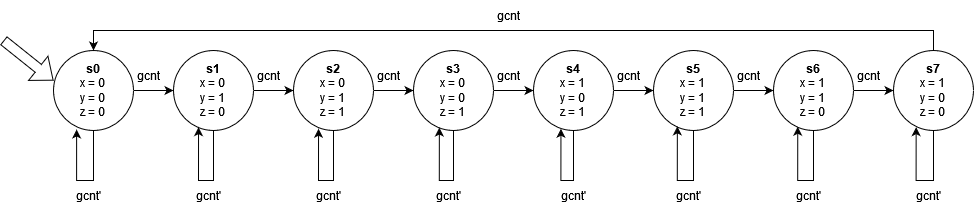 gcnt
s0
x = 0
y = 0
z = 0
gcnt
s1
x = 0
y = 1
z = 0
gcnt
s2
x = 0
y = 1
z = 1
gcnt
s3
x = 0
y = 0
z = 1
gcnt
s4
x = 1
y = 0
z = 1
gcnt
s5
x = 1
y = 1
z = 1
gcnt
s6
x = 1
y = 1
z = 0
gcnt
s7
x = 1
y = 0
z = 0
gcnt'
gcnt'
gcnt'
gcnt'
gcnt'
gcnt'
gcnt'
gcnt'